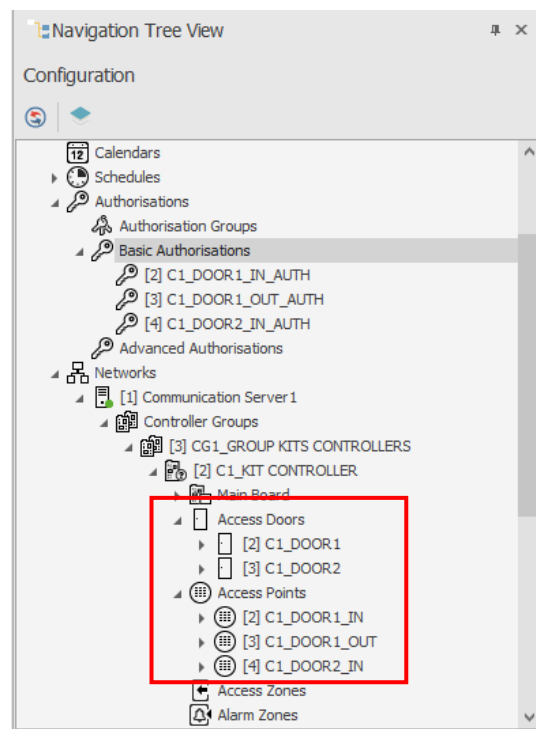 Navigation Tree View
Configuration
12 Calendars
Schedules
Authorisations
Authorisation Groups
Basic Authorisations
[2] C1_DOOR1_IN_AUTH
[3] C1_DOOR1_OUT_AUTH
[4] C1_DOOR2_IN_AUTH
Advanced Authorisations
Networks
[1] Communication Server1
Controller Groups
[3] CG1_GROUP KITS CONTROLLERS
[2] C1_KIT CONTROLLER
Main Board
Access Doors
[2] C1_DOOR1
[3] C1_DOOR2
Access Points
[2] C1_DOOR1_IN
[3] C1_DOOR1_OUT
[4] C1_DOOR2_IN
Access Zones
Alarm Zones